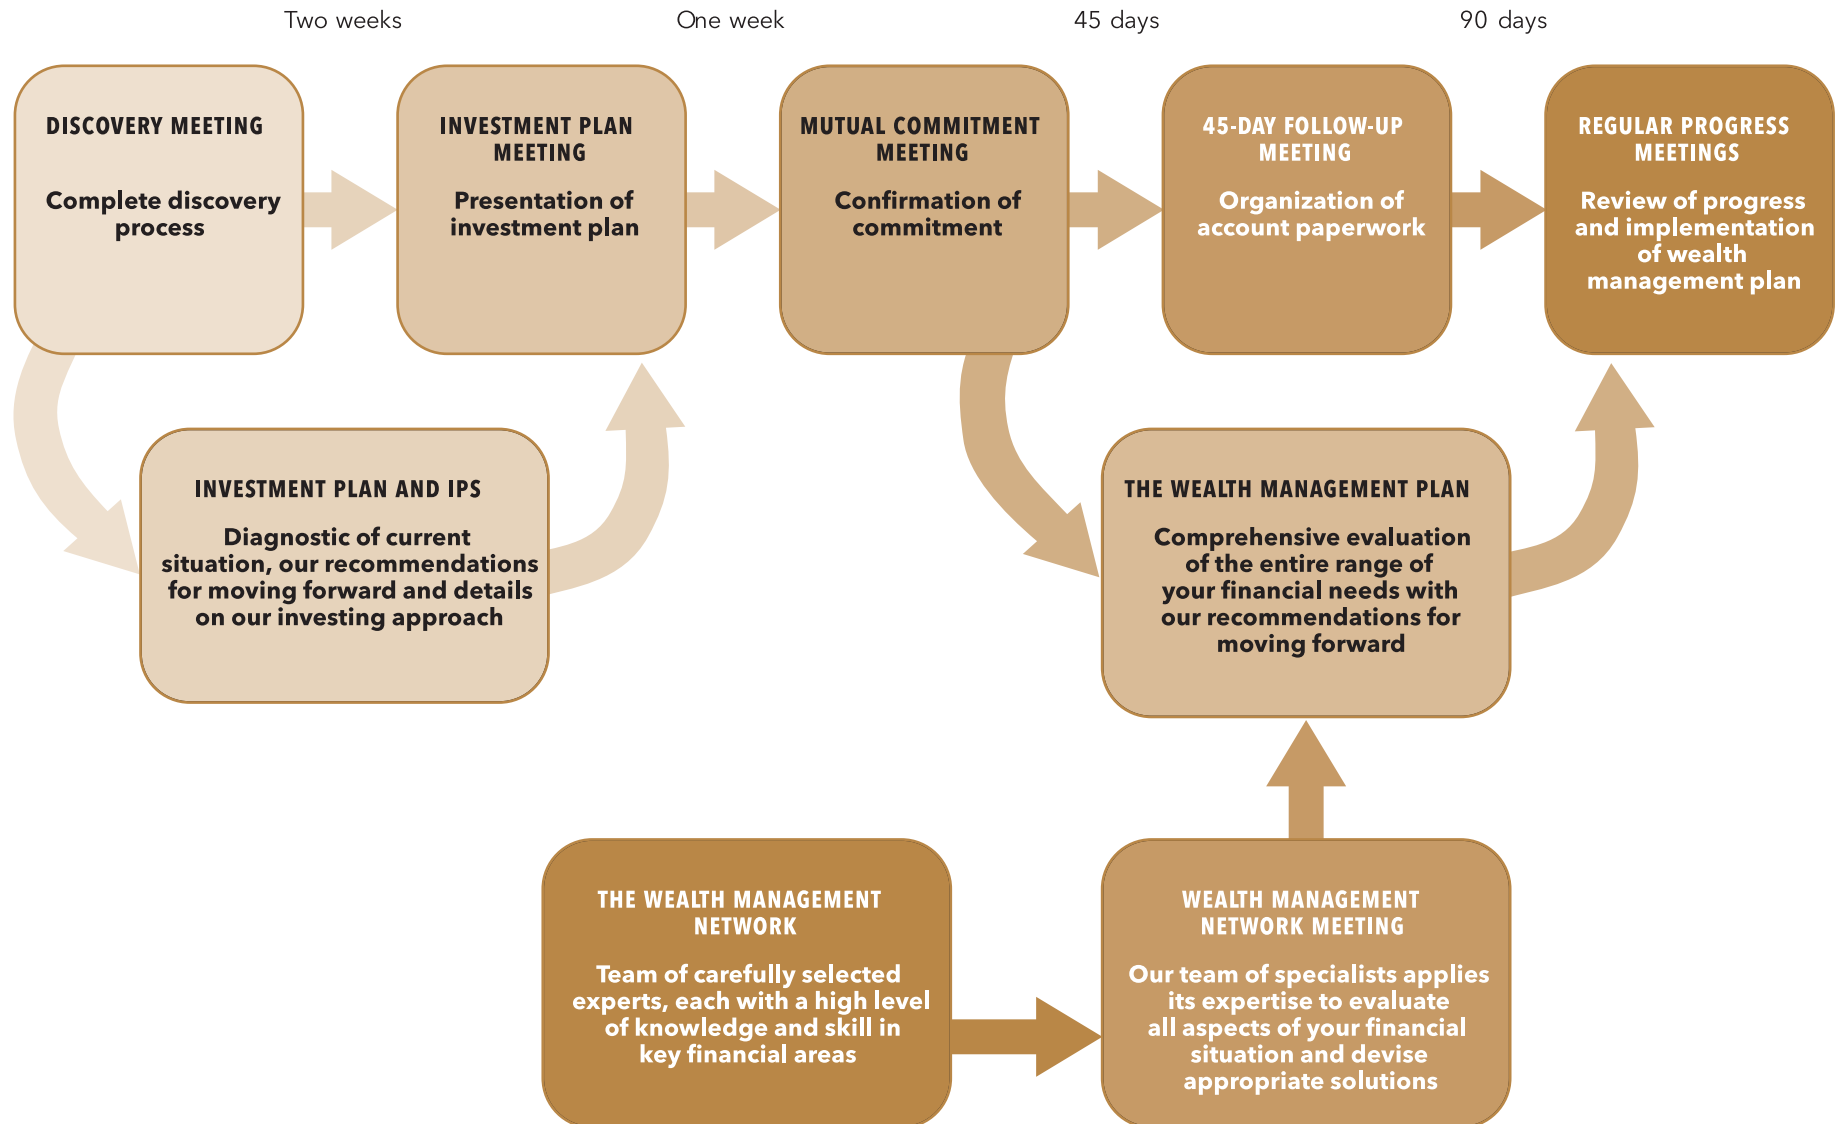 Two weeks
One week
45 days
90 days
DISCOVERY MEETING
Complete discovery
process
INVESTMENT PLAN
MEETING
Presentation of
investment plan
MUTUAL COMMITMENT
MEETING
Confirmation of
commitment
45-DAY FOLLOW-UP
MEETING
Organization of
account paperwork
REGULAR PROGRESS
MEETINGS
Review of progress
and implementation
of wealth
management plan
INVESTMENT PLAN AND IPS
Diagnostic of current
situation, our recommendations
for moving forward and details
on our investing approach
THE WEALTH MANAGEMENT PLAN
Comprehensive evaluation
of the entire range of
your financial needs with
our recommendations for
moving forward
THE WEALTH MANAGEMENT
NETWORK
Team of carefully selected
experts, each with a high level
of knowledge and skill in
key financial areas
WEALTH MANAGEMENT
NETWORK MEETING
Our team of specialists applies
its expertise to evaluate
all aspects of your financial
situation and devise
appropriate solutions